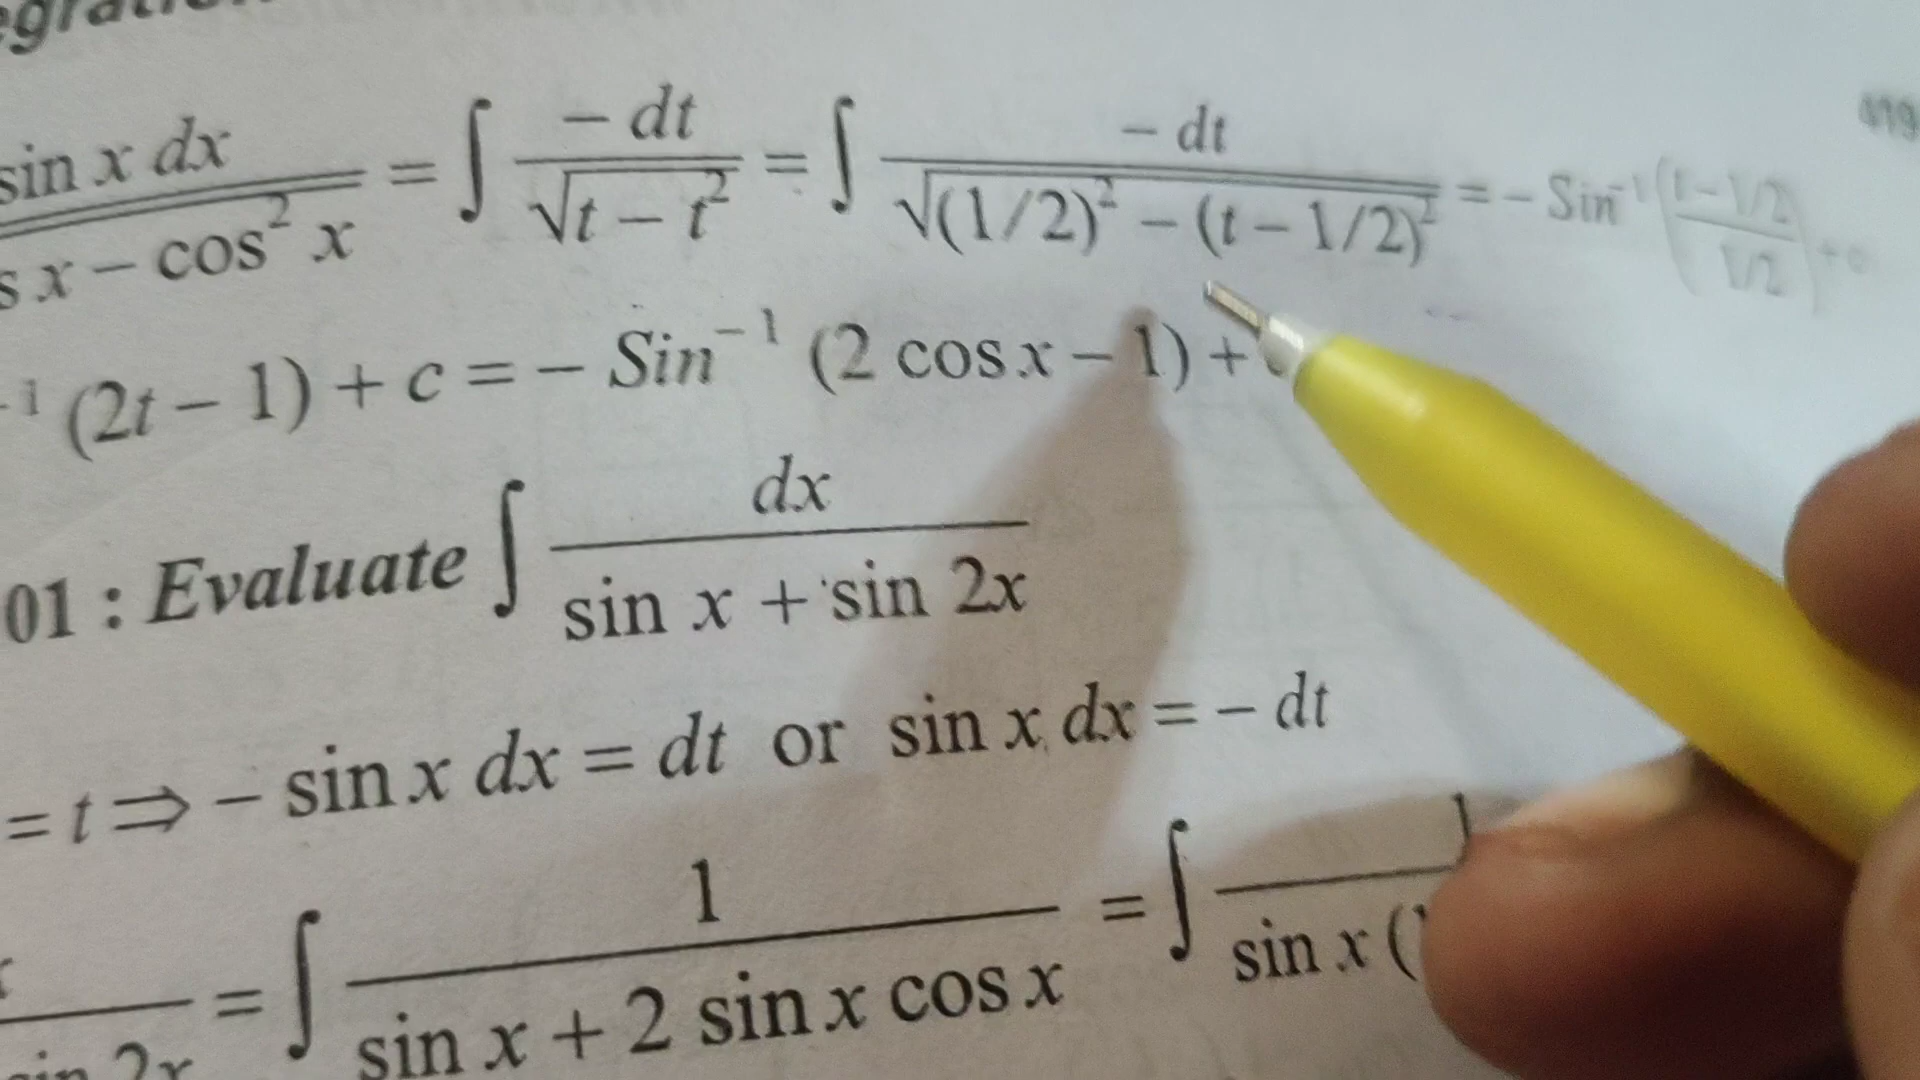 sin x dx / x – cos² x = ∫ – dt / √t – t² = ∫ – dt / √(1/2)² – (t – 1/2)² = – Sin⁻¹ (t – 1/2 / 1/2) + c
⁻¹ (2t – 1) + c = – Sin⁻¹ (2 cos x – 1) +
01 : Evaluate ∫ dx / sin x + sin 2x
= t ⇒ – sin x dx = dt or sin x dx = – dt
= ∫ 1 / sin x + 2 sin x cos x = ∫ 1 / sin x (